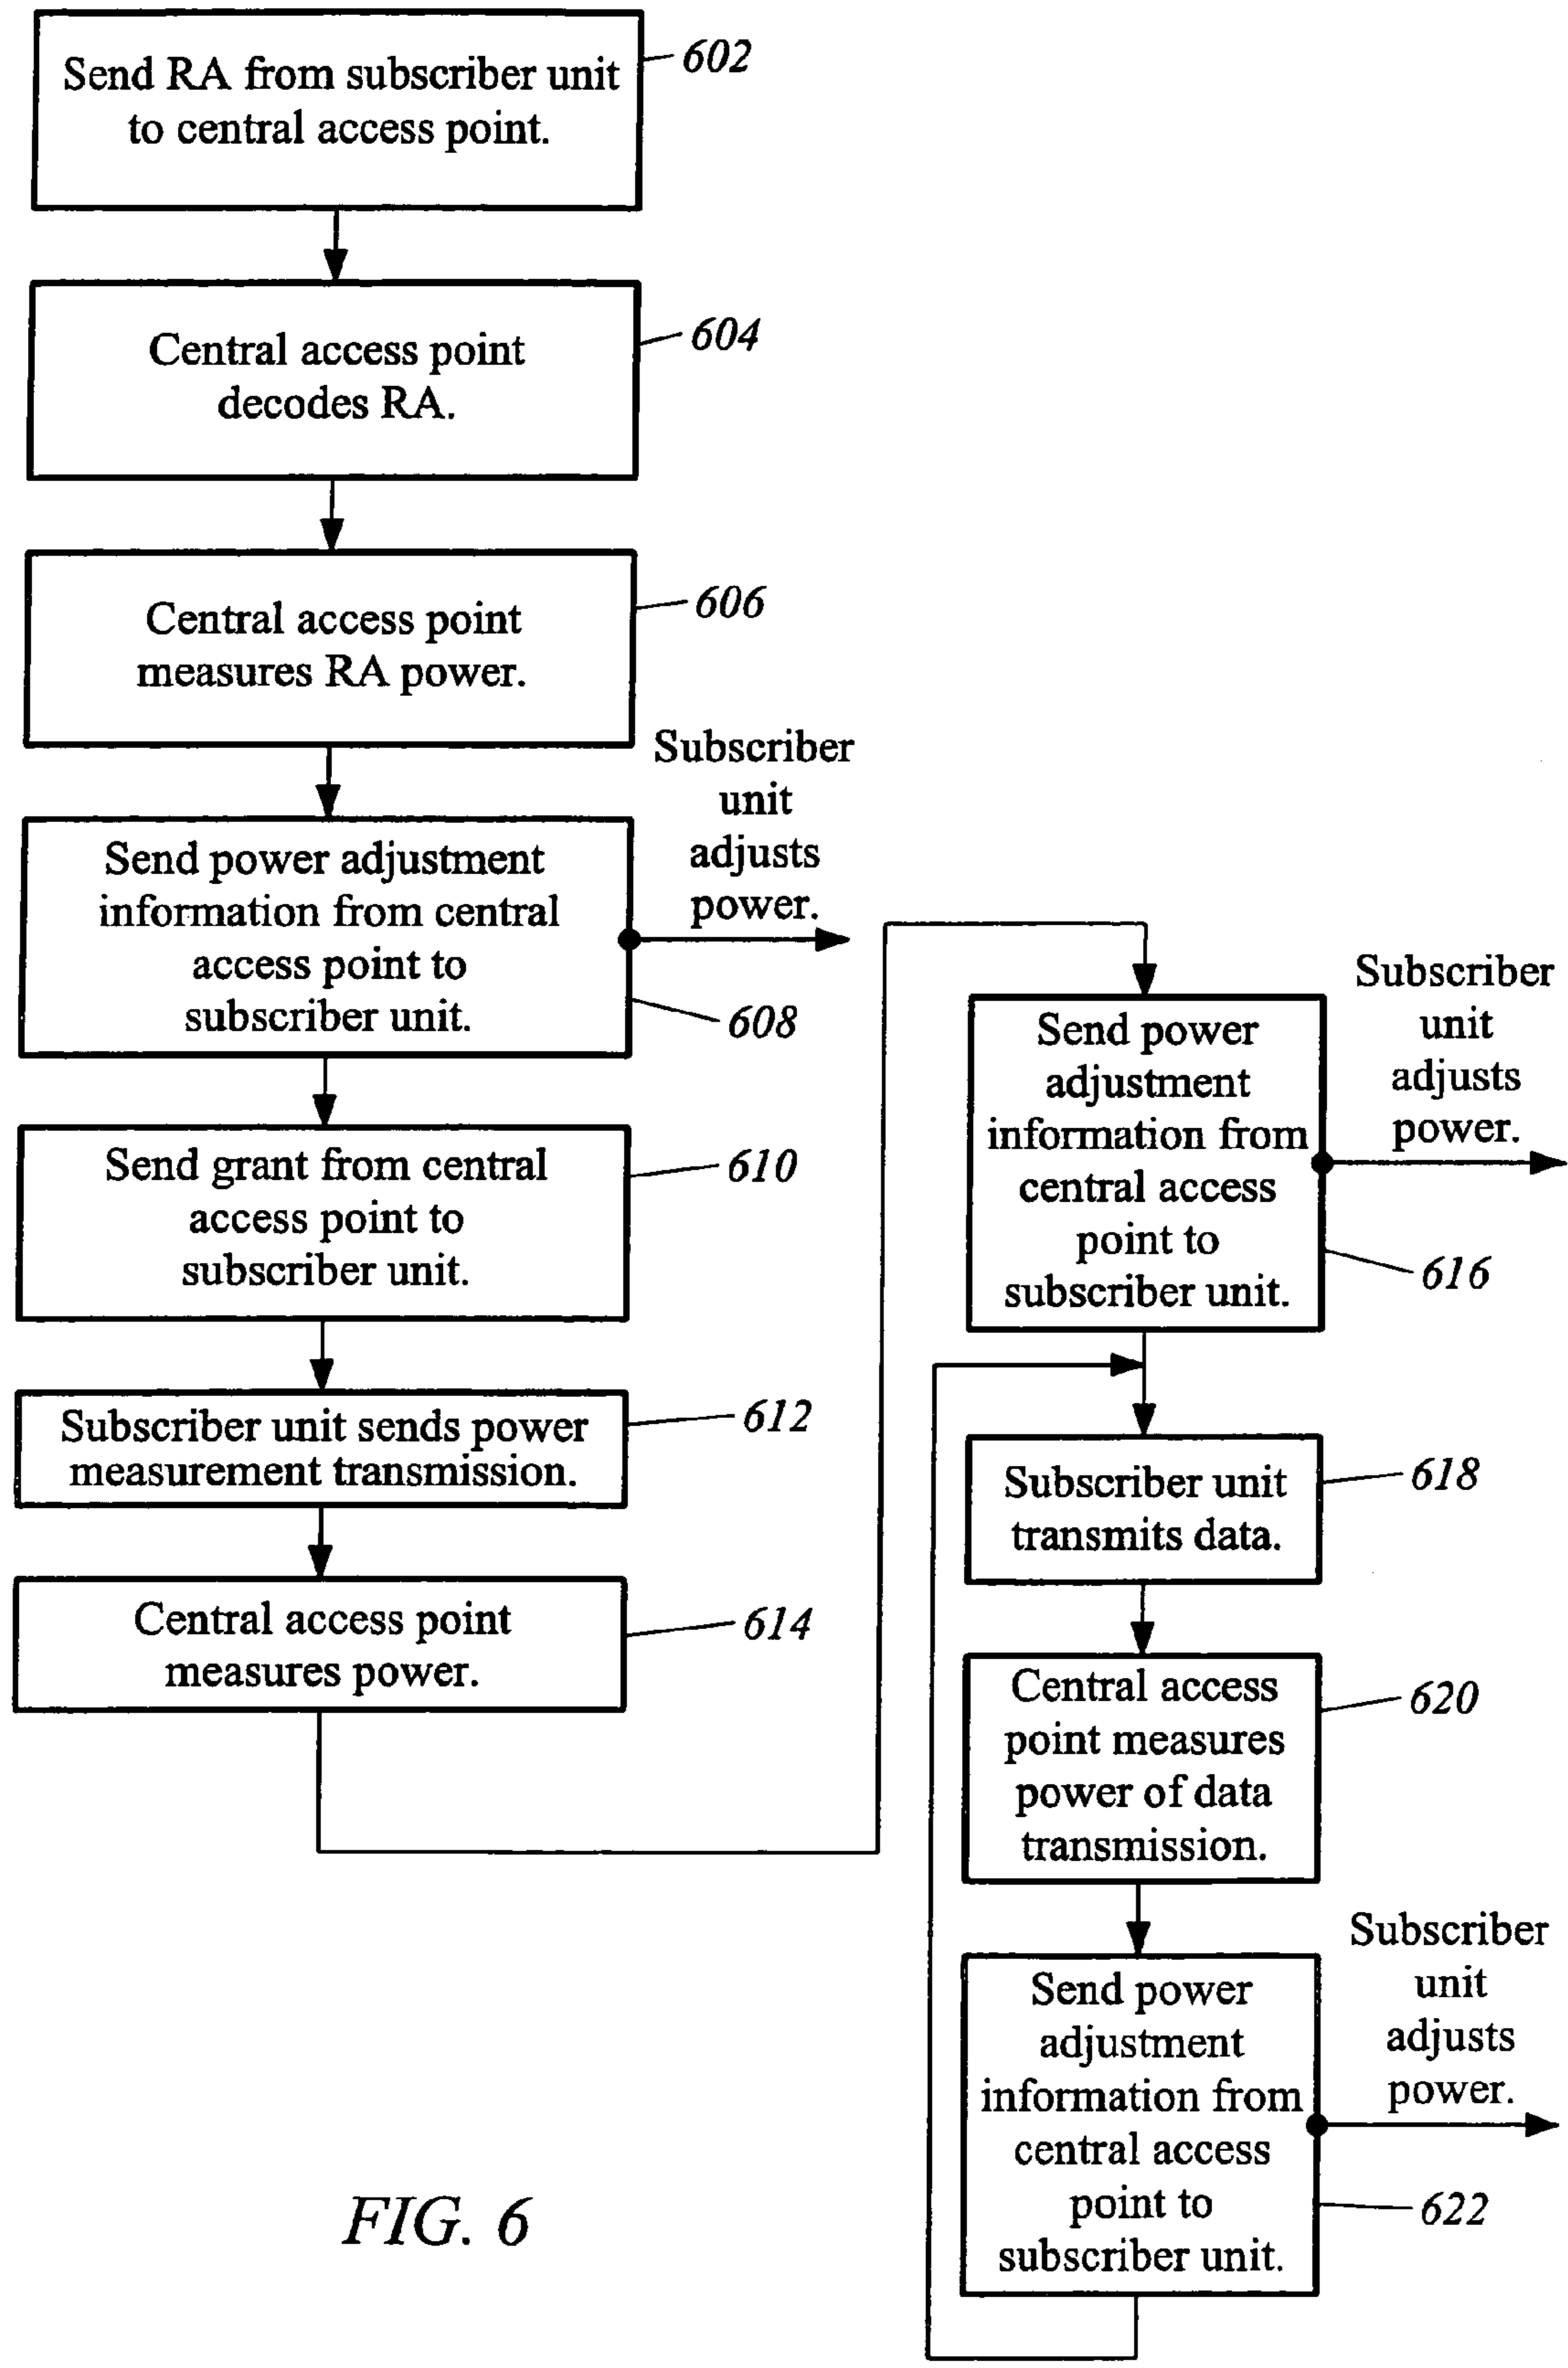 Send RA from subscriber unit
to central access point.
602
Central access point
decodes RA.
604
Central access point
measures RA power.
606
Send power adjustment
information from central
access point to
subscriber unit.
608
Subscriber
unit
adjusts
power.
Send grant from central
access point to
subscriber unit.
610
Subscriber unit sends power
measurement transmission.
612
Central access point
measures power.
614
Send power
adjustment
information from
central access
point to
subscriber unit.
616
Subscriber
unit
adjusts
power.
Subscriber unit
transmits data.
618
Central access
point measures
power of data
transmission.
620
Send power
adjustment
information from
central access
point to
subscriber unit.
622
Subscriber
unit
adjusts
power.
FIG. 6